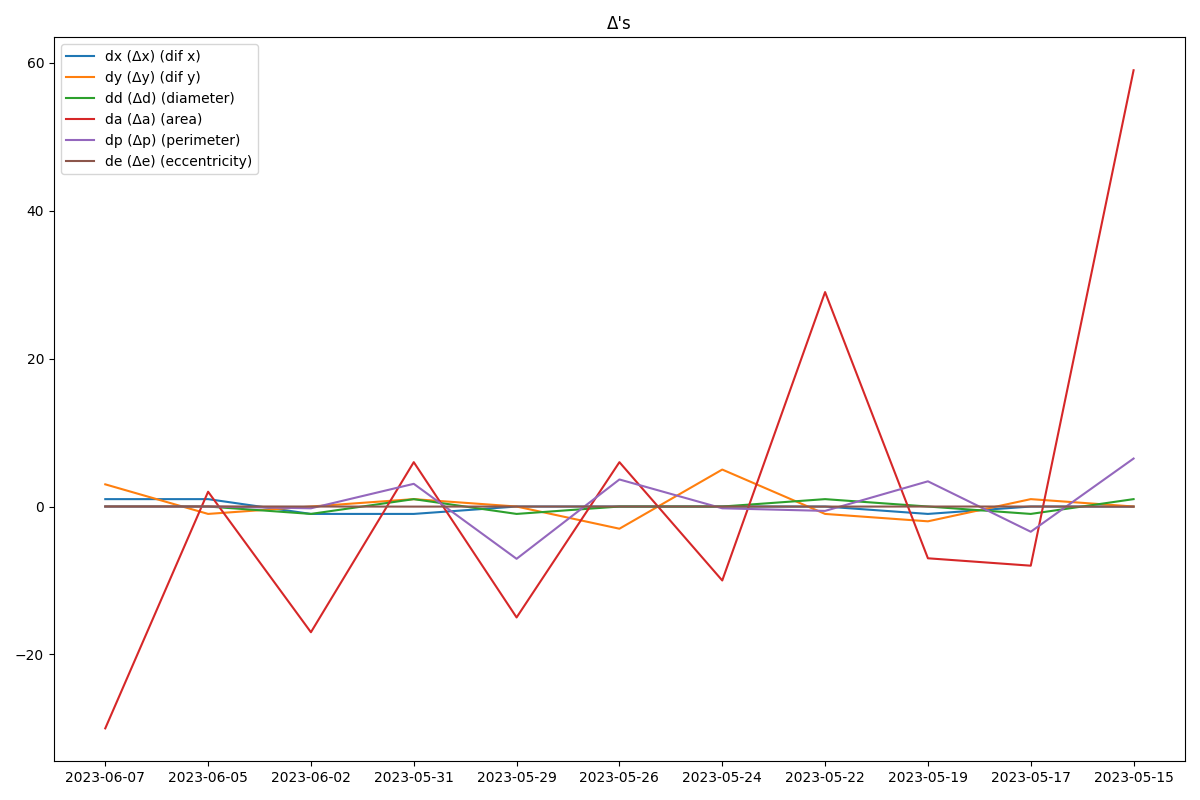 Δ's
dx (Δx) (dif x)
dy (Δy) (dif y)
dd (Δd) (diameter)
da (Δa) (area)
dp (Δp) (perimeter)
de (Δe) (eccentricity)
60
40
20
0
−20
2023-06-07 2023-06-05 2023-06-02 2023-05-31 2023-05-29 2023-05-26 2023-05-24 2023-05-22 2023-05-19 2023-05-17 2023-05-15